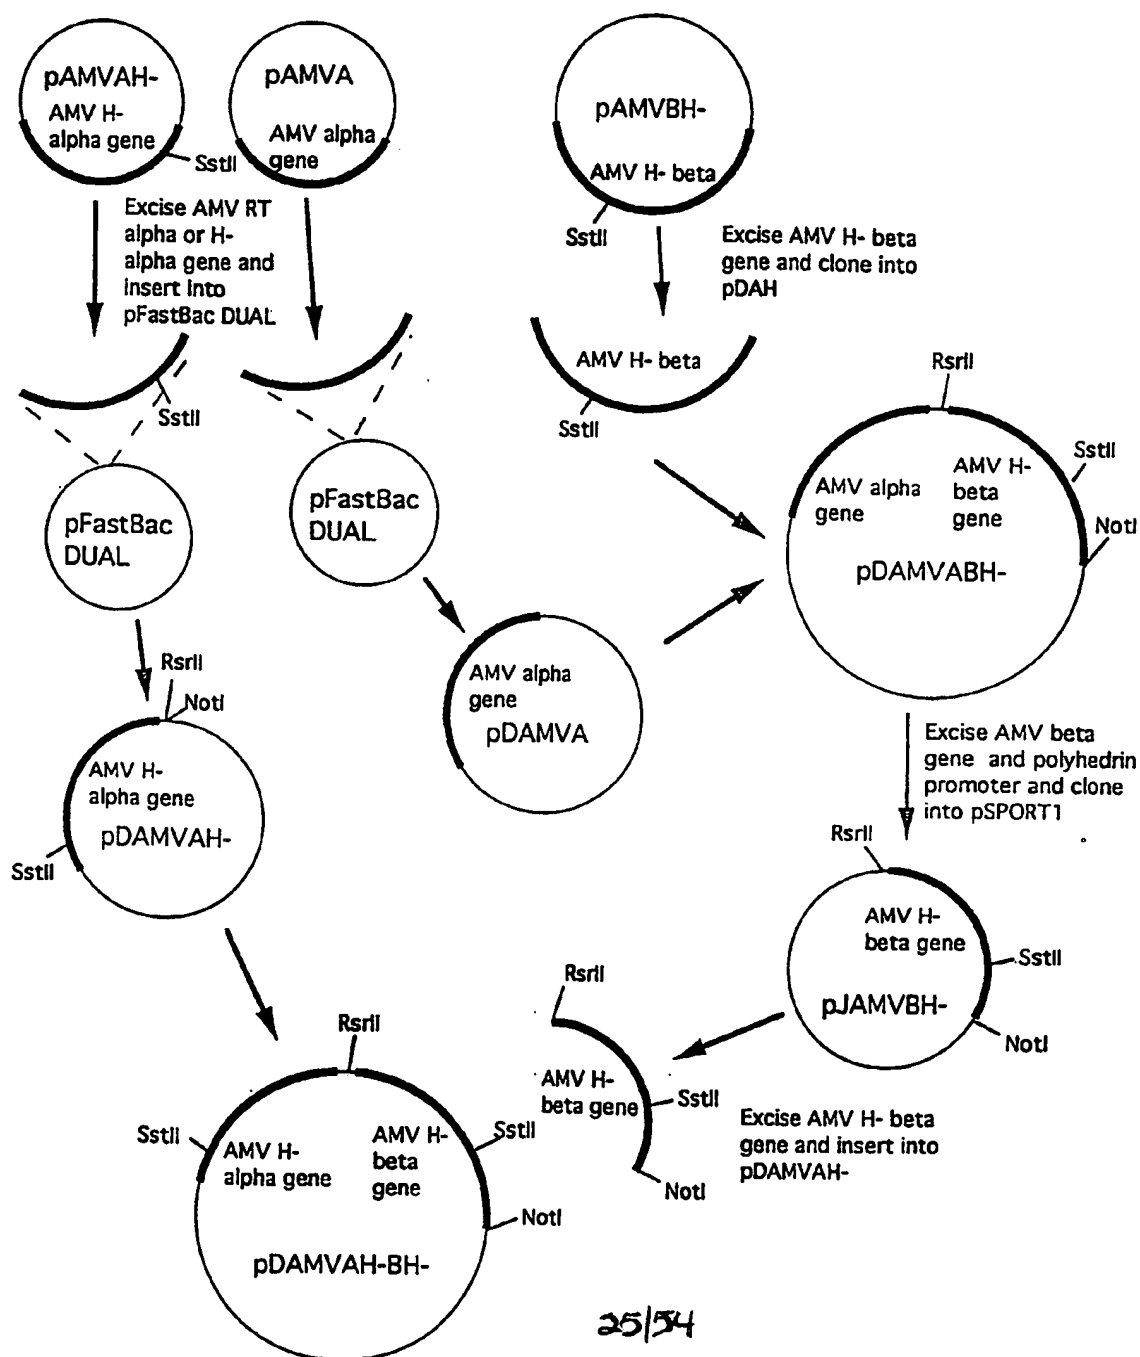 pAMVAH-
AMV H-
alpha gene
SstII
pAMVA
AMV alpha
gene
pAMVBH-
AMV H- beta
SstII
Excise AMV RT
alpha or H-
alpha gene and
insert into
pFastBac DUAL
Excise AMV H- beta
gene and clone into
pDAH
SstII
AMV H- beta
SstII
pFastBac
DUAL
pFastBac
DUAL
RsrII
SstII
NotI
AMV alpha
gene
AMV H-
beta
gene
pDAMVABH-
RsrII
NotI
AMV H-
alpha gene
pDAMVAH-
SstII
AMV alpha
gene
pDAMVA
Excise AMV beta
gene and polyhedrin
promoter and clone
into pSPORT1
RsrII
AMV H-
beta gene
SstII
pJAMVBH-
NotI
RsrII
AMV H-
beta gene
SstII
NotI
Excise AMV H- beta
gene and insert into
pDAMVAH-
RsrII
SstII
AMV H-
alpha gene
AMV H-
beta
gene
SstII
NotI
pDAMVAH-BH-
25/54